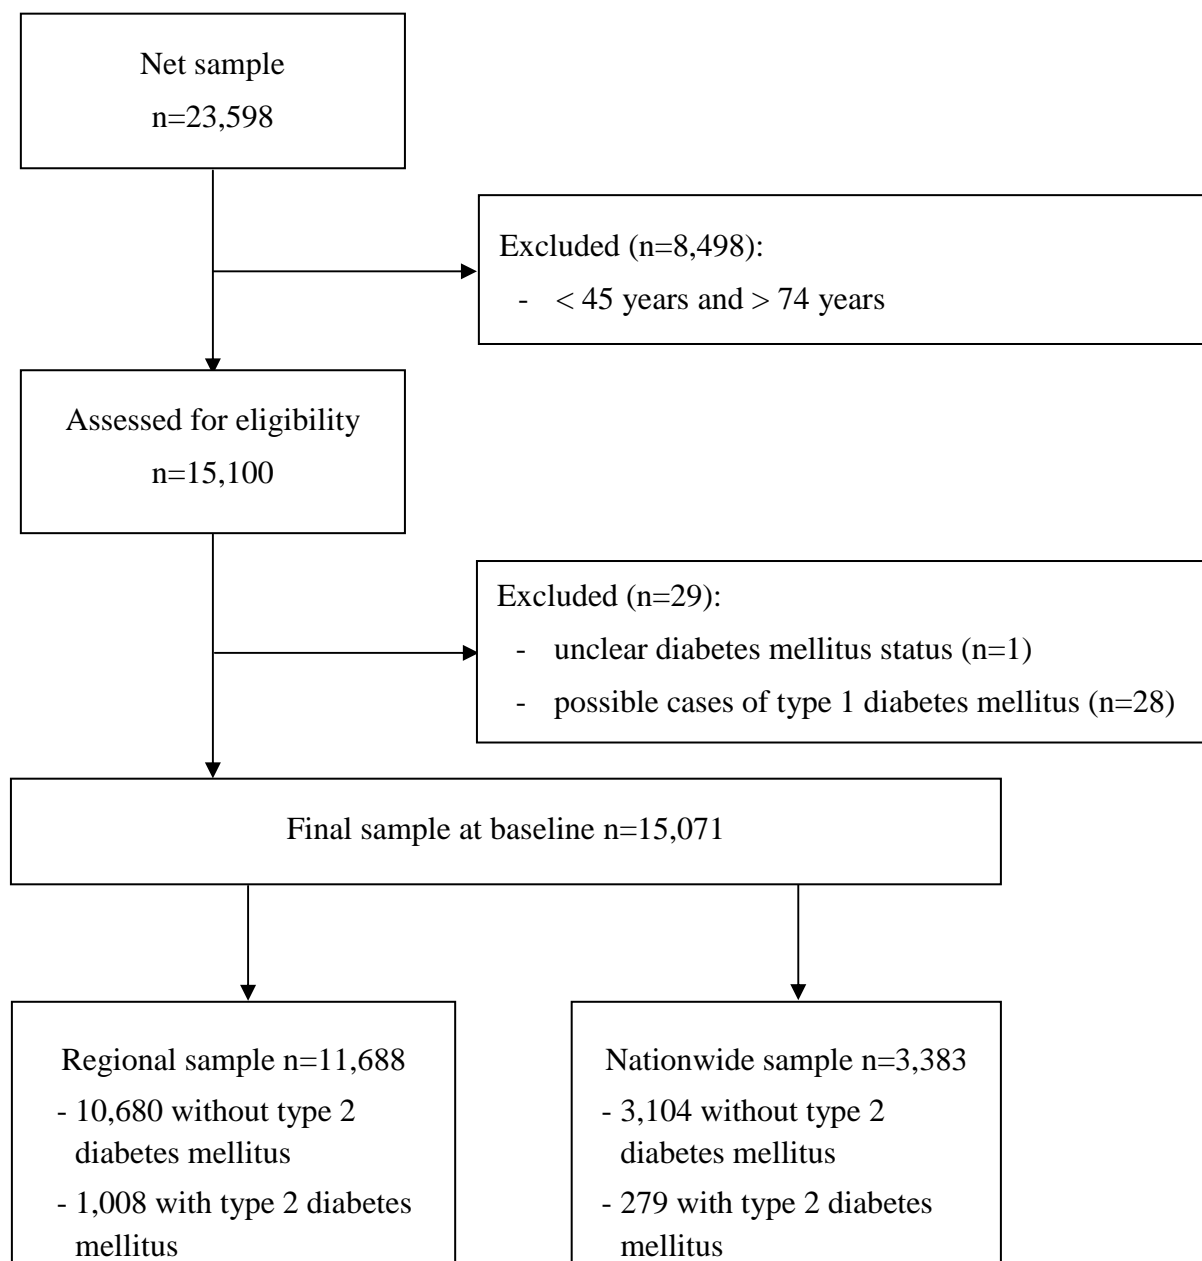 Net sample
n=23,598
Excluded (n=8,498):
- < 45 years and > 74 years
Assessed for eligibility
n=15,100
Excluded (n=29):
- unclear diabetes mellitus status (n=1)
- possible cases of type 1 diabetes mellitus (n=28)
Final sample at baseline n=15,071
Regional sample n=11,688
- 10,680 without type 2
diabetes mellitus
- 1,008 with type 2 diabetes
mellitus
Nationwide sample n=3,383
- 3,104 without type 2
diabetes mellitus
- 279 with type 2 diabetes
mellitus